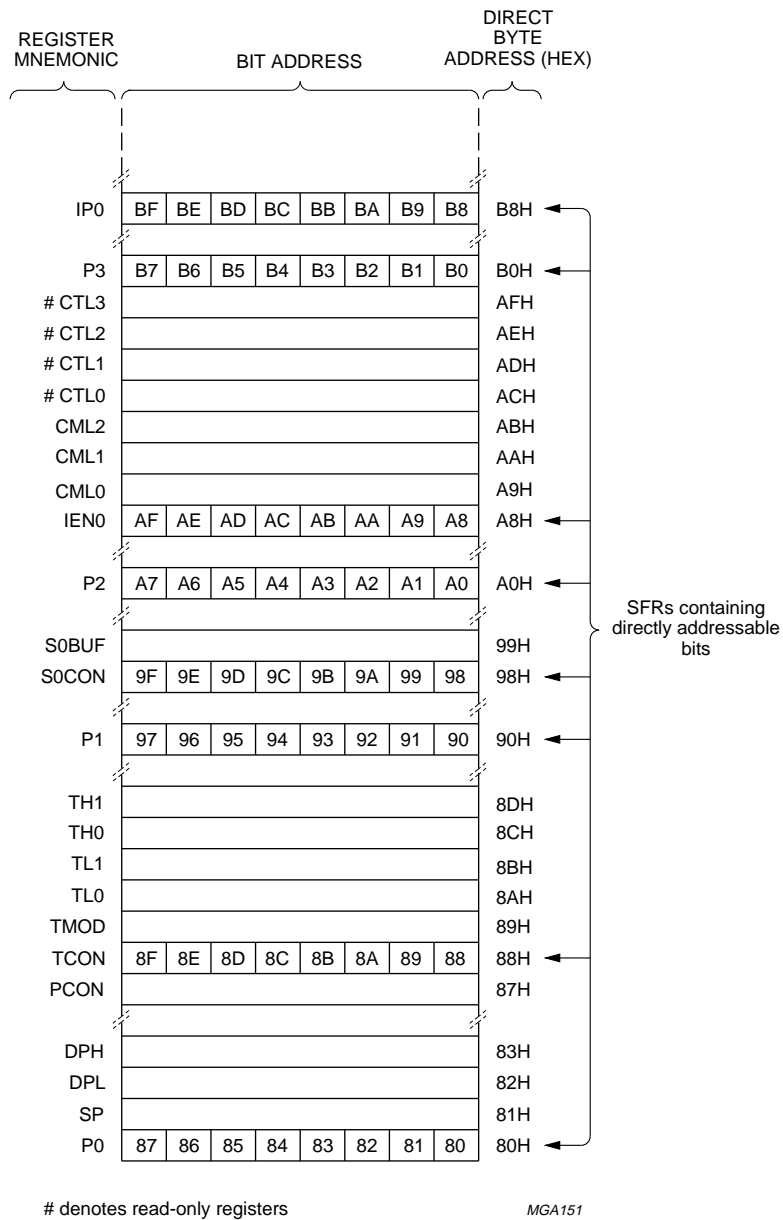 REGISTER
MNEMONIC
BIT ADDRESS
DIRECT
BYTE
ADDRESS (HEX)
IP0 BF BE BD BC BB BA B9 B8 B8H
P3 B7 B6 B5 B4 B3 B2 B1 B0 B0H
# CTL3 AFH
# CTL2 AEH
# CTL1 ADH
# CTL0 ACH
CML2 ABH
CML1 AAH
CML0 A9H
IEN0 AF AE AD AC AB AA A9 A8 A8H
P2 A7 A6 A5 A4 A3 A2 A1 A0 A0H
S0BUF 99H
S0CON 9F 9E 9D 9C 9B 9A 99 98 98H
P1 97 96 95 94 93 92 91 90 90H
TH1 8DH
TH0 8CH
TL1 8BH
TL0 8AH
TMOD 89H
TCON 8F 8E 8D 8C 8B 8A 89 88 88H
PCON 87H
DPH 83H
DPL 82H
SP 81H
P0 87 86 85 84 83 82 81 80 80H
SFRs containing
directly addressable
bits
# denotes read-only registers
MGA151